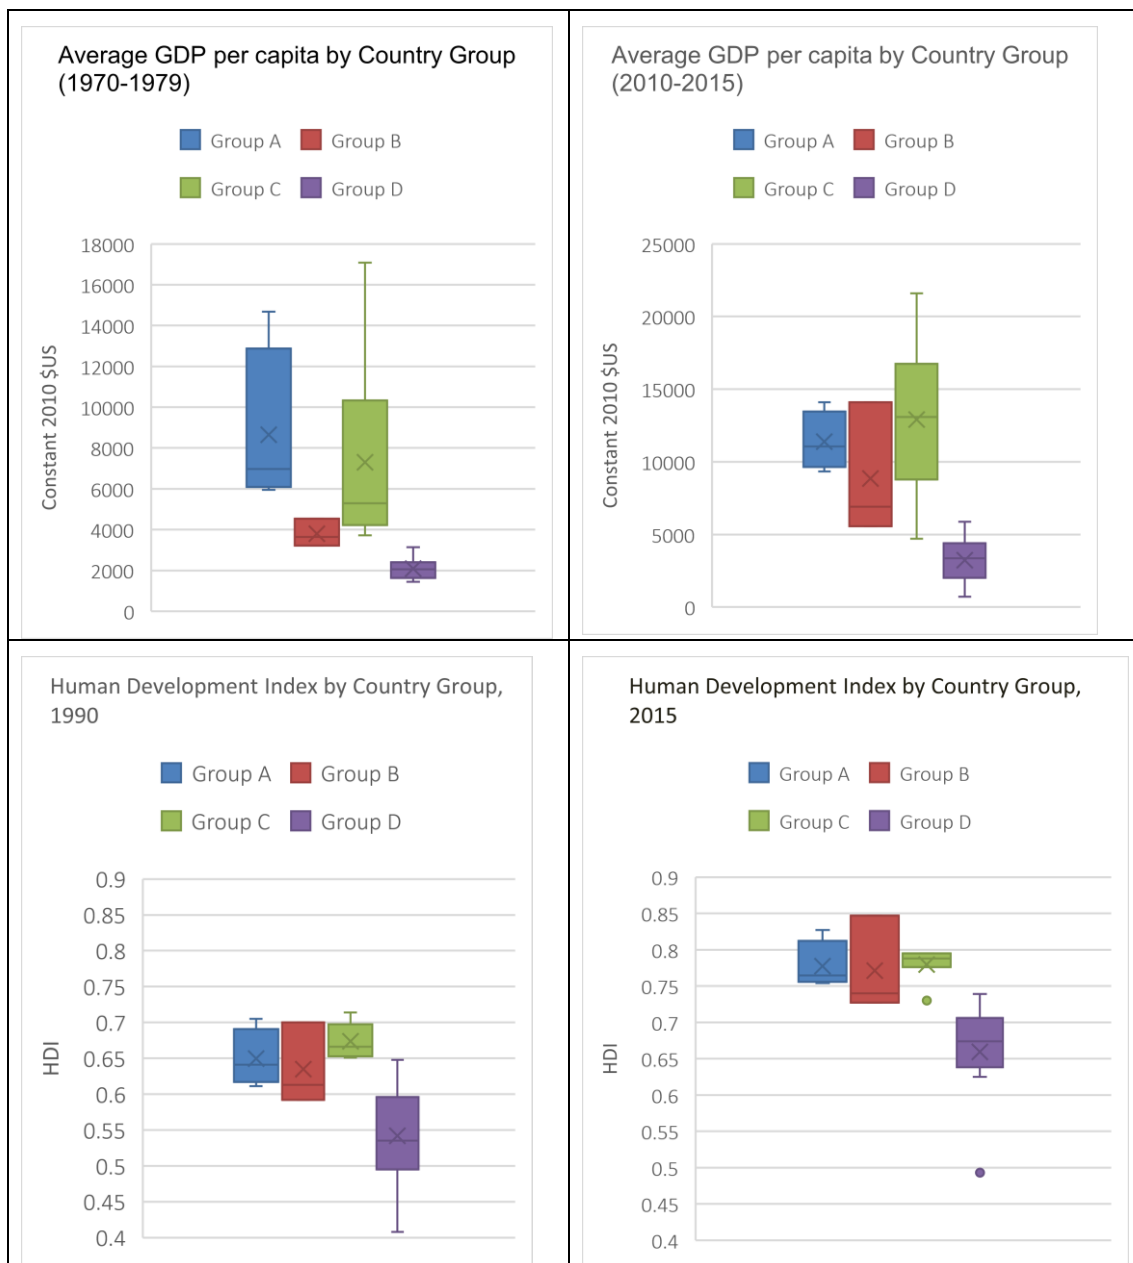 Average GDP per capita by Country Group
(1970-1979)
Group A
Group B
Group C
Group D
18000
16000
14000
12000
10000
8000
6000
4000
2000
0
Constant 2010 $US
Average GDP per capita by Country Group
(2010-2015)
Group A
Group B
Group C
Group D
25000
20000
15000
10000
5000
0
Constant 2010 $US
Human Development Index by Country Group,
1990
Group A
Group B
Group C
Group D
0.9
0.85
0.8
0.75
0.7
0.65
0.6
0.55
0.5
0.45
0.4
HDI
Human Development Index by Country Group,
2015
Group A
Group B
Group C
Group D
0.9
0.85
0.8
0.75
0.7
0.65
0.6
0.55
0.5
0.45
0.4
HDI